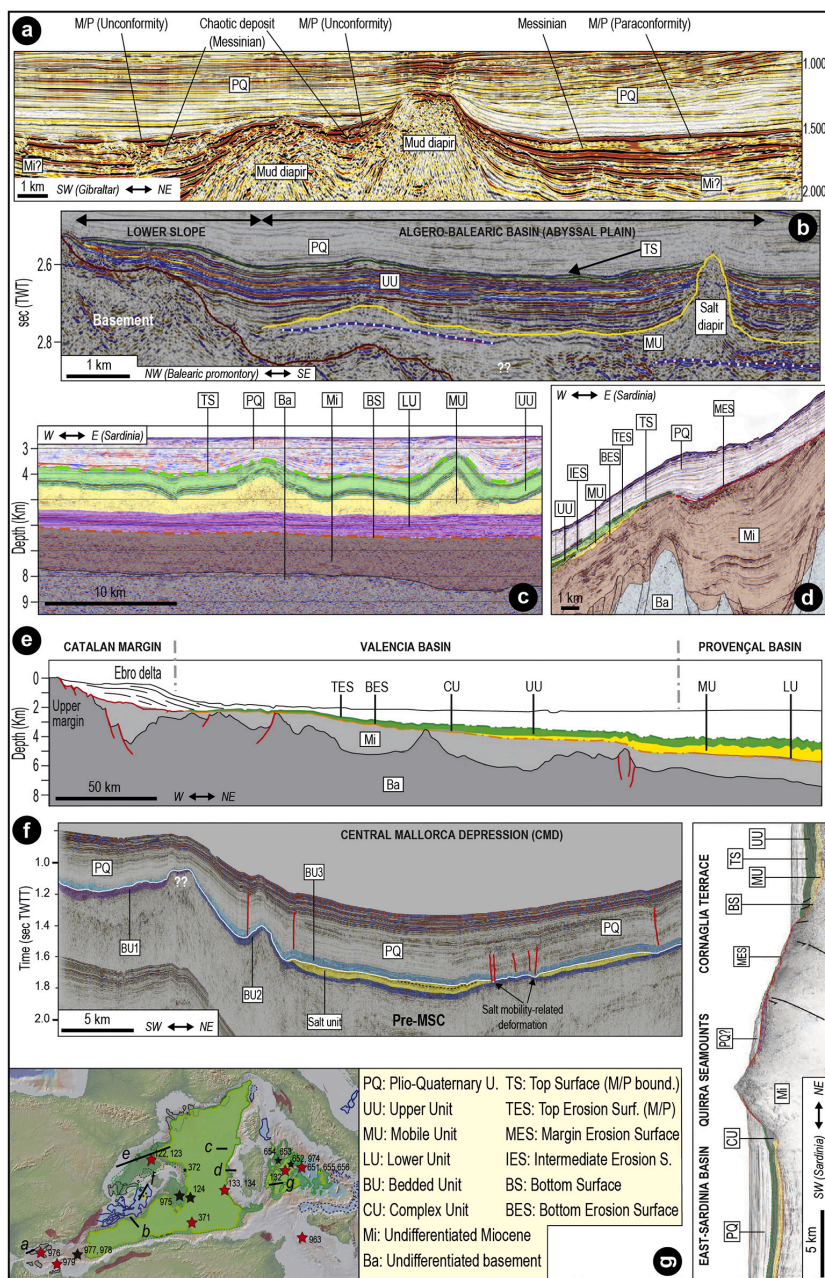 a
M/P (Unconformity)
Chaotic deposit
(Messinian)
M/P (Unconformity)
Messinian
M/P (Paraconformity)
1.000
PQ
PQ
1.500
Mud diapir
Mud diapir
Mi?
Mi?
2.000
1 km
SW (Gibraltar) NE
b
LOWER SLOPE
ALGERO-BALEARIC BASIN (ABYSSAL PLAIN)
PQ
TS
2.6
UU
sec (TWT)
Salt
diapir
Basement
2.8
MU
??
1 km
NW (Balearic promontory) SE
W E (Sardinia)
TS
PQ
Ba
Mi
BS
LU
MU
UU
3
4
5
6
7
8
9
Depth (Km)
10 km
c
W E (Sardinia)
MES
PQ
TS
TES
BES
IES
MU
UU
Mi
Ba
1 km
d
e
CATALAN MARGIN
VALENCIA BASIN
PROVENÇAL BASIN
Ebro delta
Upper
margin
TES
BES
CU
UU
MU
LU
0
2
4
6
8
Depth (Km)
Mi
Ba
50 km
W NE
f
CENTRAL MALLORCA DEPRESSION (CMD)
1.0
1.2
1.4
1.6
1.8
2.0
Time (sec TWTT)
PQ
??
BU3
BU1
PQ
PQ
BU2
Salt unit
Salt mobility-related
deformation
Pre-MSC
5 km
SW NE
CORNAGLIA TERRACE
QUIRRA SEAMOUNTS
EAST-SARDINIA BASIN
UU
TS
MU
BS
MES
PQ?
Mi
CU
PQ
SW (Sardinia) NE
5 km
g
e
c
d
f
b
a
g
122, 123
372
124
975
371
133, 134
654, 653
652, 974
651, 655, 656
132
963
976
977, 978
979
PQ: Plio-Quaternary U.
UU: Upper Unit
MU: Mobile Unit
LU: Lower Unit
BU: Bedded Unit
CU: Complex Unit
Mi: Undifferentiated Miocene
Ba: Undifferentiated basement
TS: Top Surface (M/P bound.)
TES: Top Erosion Surf. (M/P)
MES: Margin Erosion Surface
IES: Intermediate Erosion S.
BS: Bottom Surface
BES: Bottom Erosion Surface